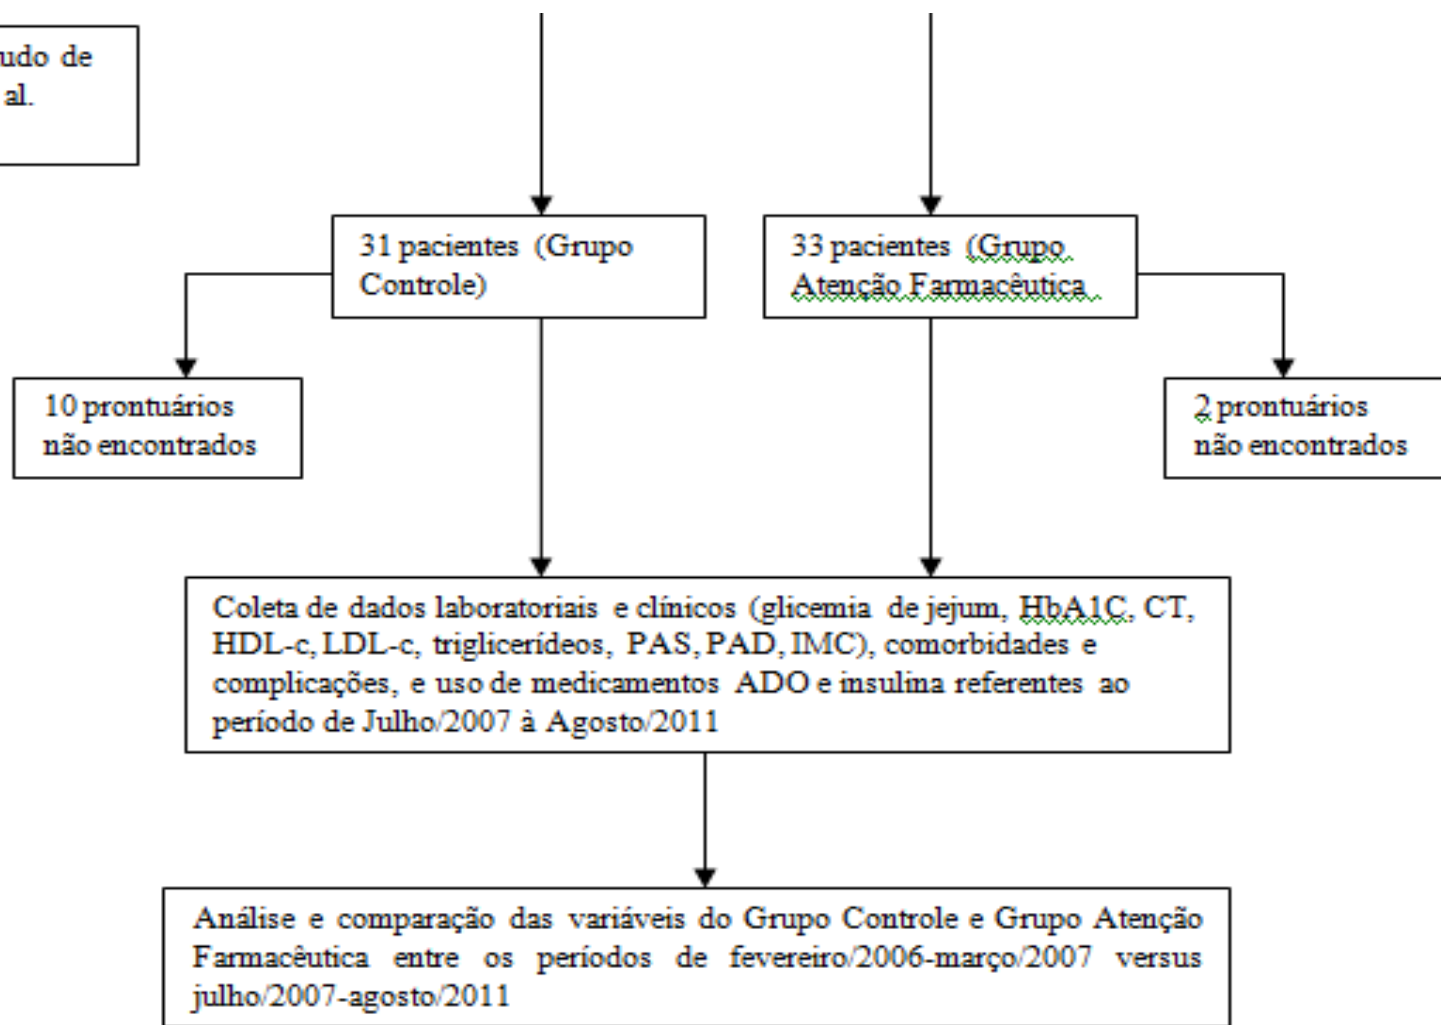 udo de
al.
31 pacientes (Grupo
Controle)
33 pacientes (Grupo
Atenção Farmacêutica
10 prontuários
não encontrados
2 prontuários
não encontrados
Coleta de dados laboratoriais e clínicos (glicemia de jejum, HbA1C, CT,
HDL-c, LDL-c, triglicerídeos, PAS, PAD, IMC), comorbidades e
complicações, e uso de medicamentos ADO e insulina referentes ao
período de Julho/2007 à Agosto/2011
Análise e comparação das variáveis do Grupo Controle e Grupo Atenção
Farmacêutica entre os períodos de fevereiro/2006-março/2007 versus
julho/2007-agosto/2011